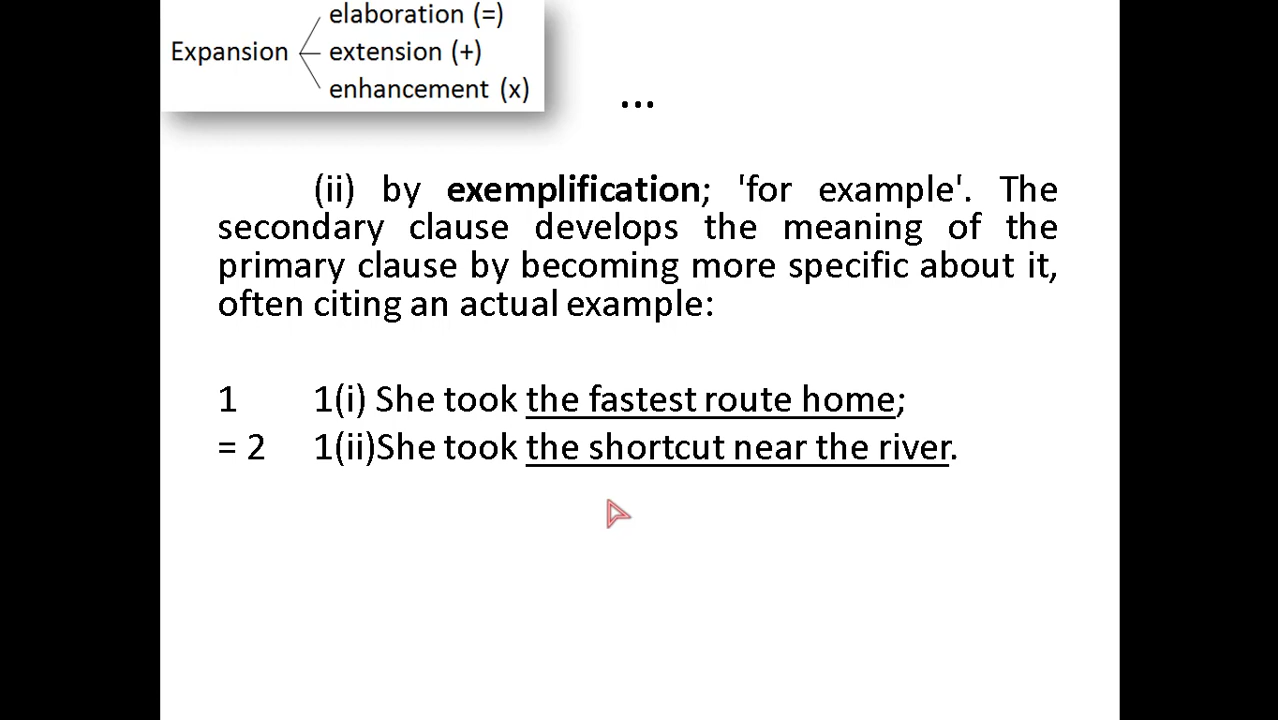 elaboration (=)
Expansion extension (+)
enhancement (x)
...
(ii) by exemplification; 'for example'. The
secondary clause develops the meaning of the
primary clause by becoming more specific about it,
often citing an actual example:
1 1(i) She took the fastest route home;
= 2 1(ii)She took the shortcut near the river.